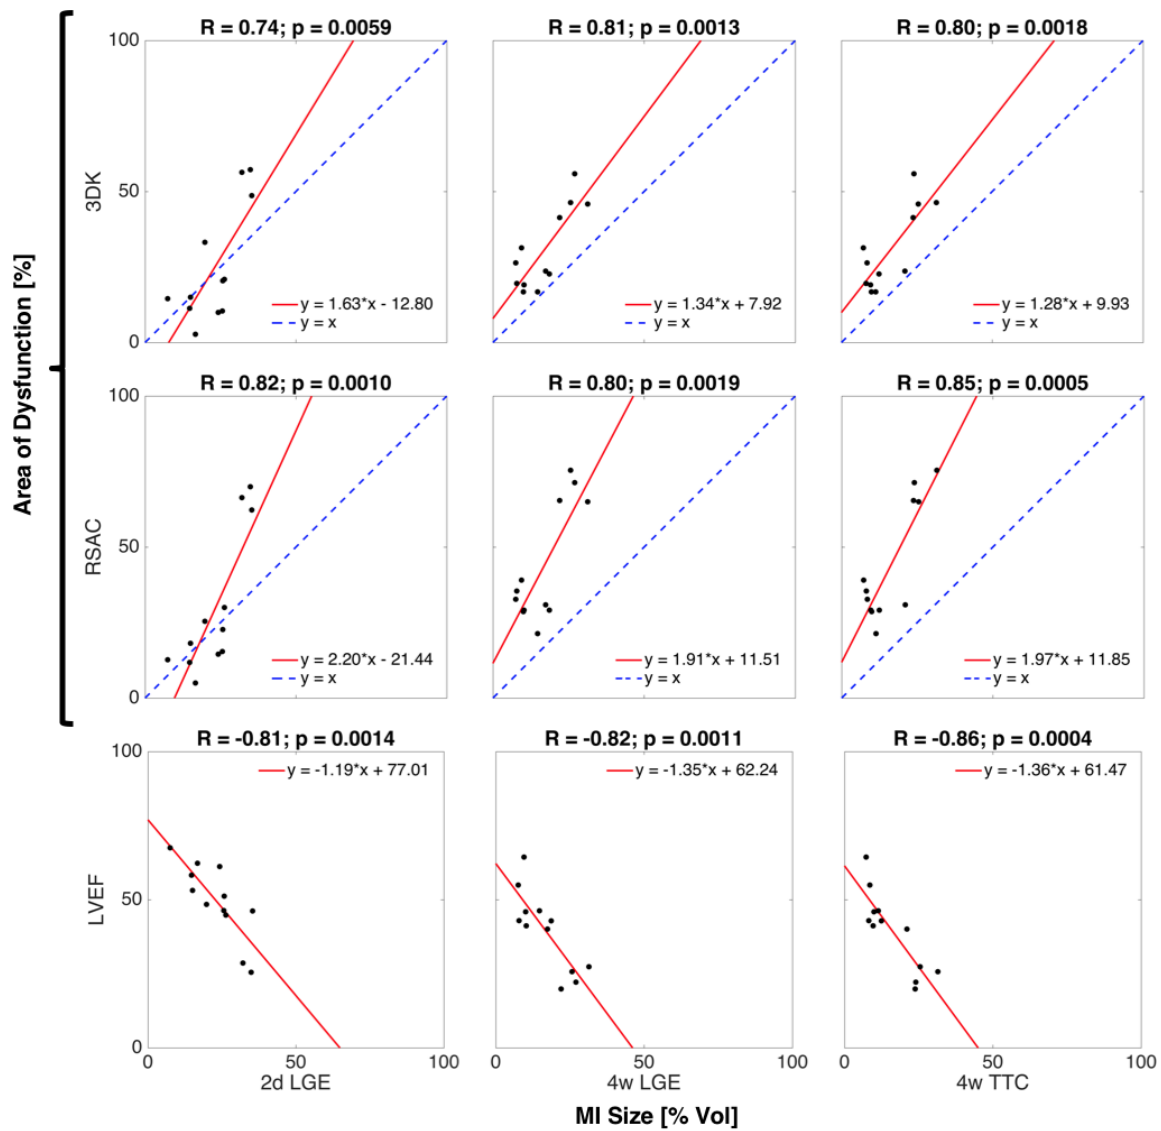 R = 0.74; p = 0.0059
R = 0.81; p = 0.0013
R = 0.80; p = 0.0018
100
50
0
3DK
y = 1.63*x - 12.80
y = x
y = 1.34*x + 7.92
y = x
y = 1.28*x + 9.93
y = x
Area of Dysfunction [%]
R = 0.82; p = 0.0010
R = 0.80; p = 0.0019
R = 0.85; p = 0.0005
100
50
0
RSAC
y = 2.20*x - 21.44
y = x
y = 1.91*x + 11.51
y = x
y = 1.97*x + 11.85
y = x
R = -0.81; p = 0.0014
R = -0.82; p = 0.0011
R = -0.86; p = 0.0004
100
50
0
LVEF
y = -1.19*x + 77.01
y = -1.35*x + 62.24
y = -1.36*x + 61.47
0 50 100
0 50 100
0 50 100
2d LGE
4w LGE
4w TTC
MI Size [% Vol]